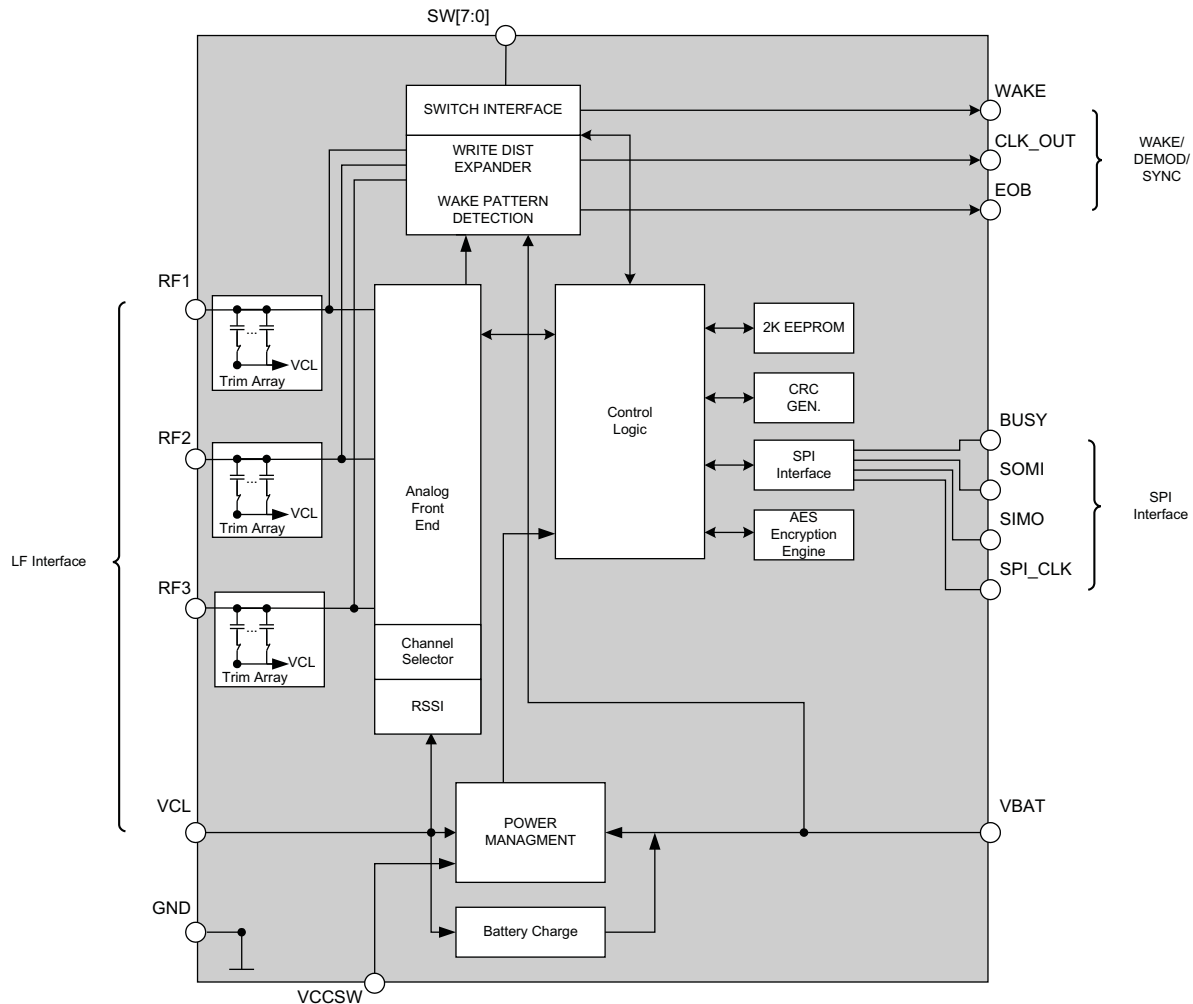 SW[7:0]
SWITCH INTERFACE
WRITE DIST
EXPANDER
WAKE PATTERN
DETECTION
WAKE
CLK_OUT
EOB
WAKE/
DEMOD/
SYNC
RF1
...
VCL
Trim Array
RF2
...
VCL
Trim Array
RF3
...
VCL
Trim Array
LF Interface
Analog
Front
End
Channel
Selector
RSSI
Control
Logic
2K EEPROM
CRC
GEN.
SPI
Interface
AES
Encryption
Engine
BUSY
SOMI
SIMO
SPI_CLK
SPI
Interface
VCL
POWER
MANAGMENT
VBAT
GND
Battery Charge
VCCSW